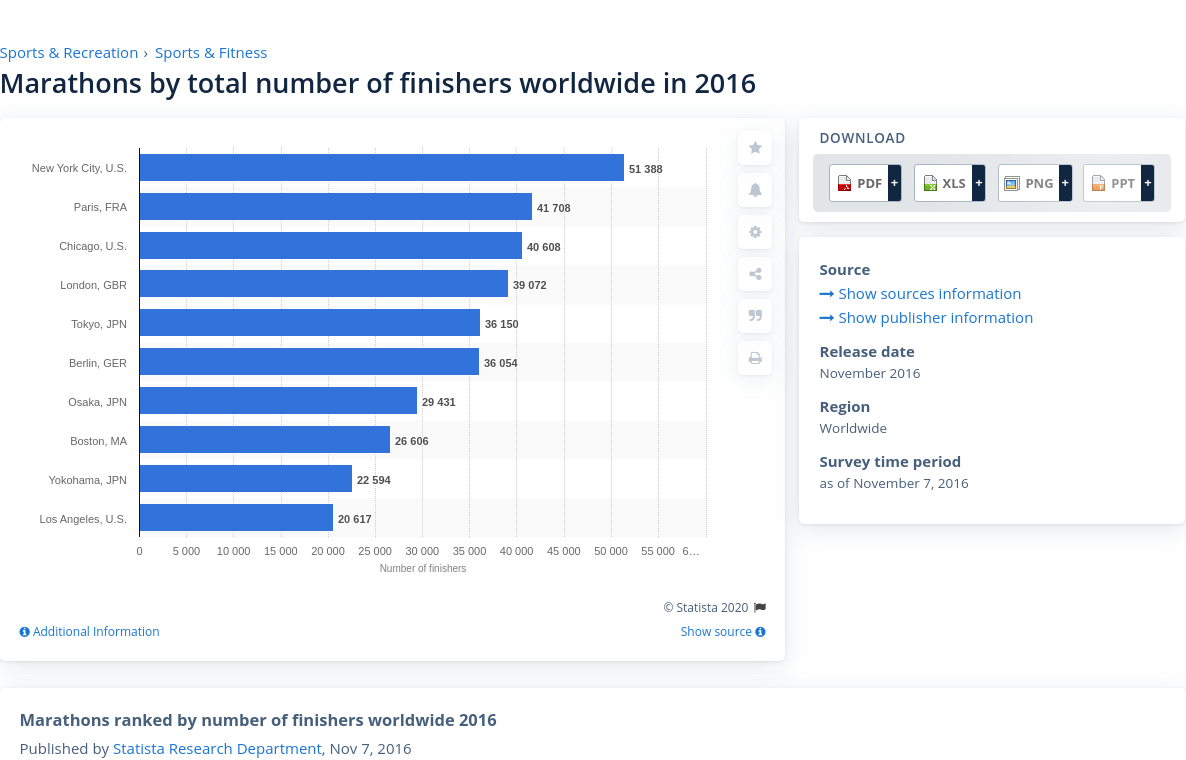 Sports & Recreation › Sports & Fitness
Marathons by total number of finishers worldwide in 2016
New York City, U.S. 51 388
Paris, FRA 41 708
Chicago, U.S. 40 608
London, GBR 39 072
Tokyo, JPN 36 150
Berlin, GER 36 054
Osaka, JPN 29 431
Boston, MA 26 606
Yokohama, JPN 22 594
Los Angeles, U.S. 20 617
0 5 000 10 000 15 000 20 000 25 000 30 000 35 000 40 000 45 000 50 000 55 000 6…
Number of finishers
© Statista 2020
Additional Information
Show source
DOWNLOAD
PDF + XLS + PNG + PPT +
Source
Show sources information
Show publisher information
Release date
November 2016
Region
Worldwide
Survey time period
as of November 7, 2016
Marathons ranked by number of finishers worldwide 2016
Published by Statista Research Department, Nov 7, 2016